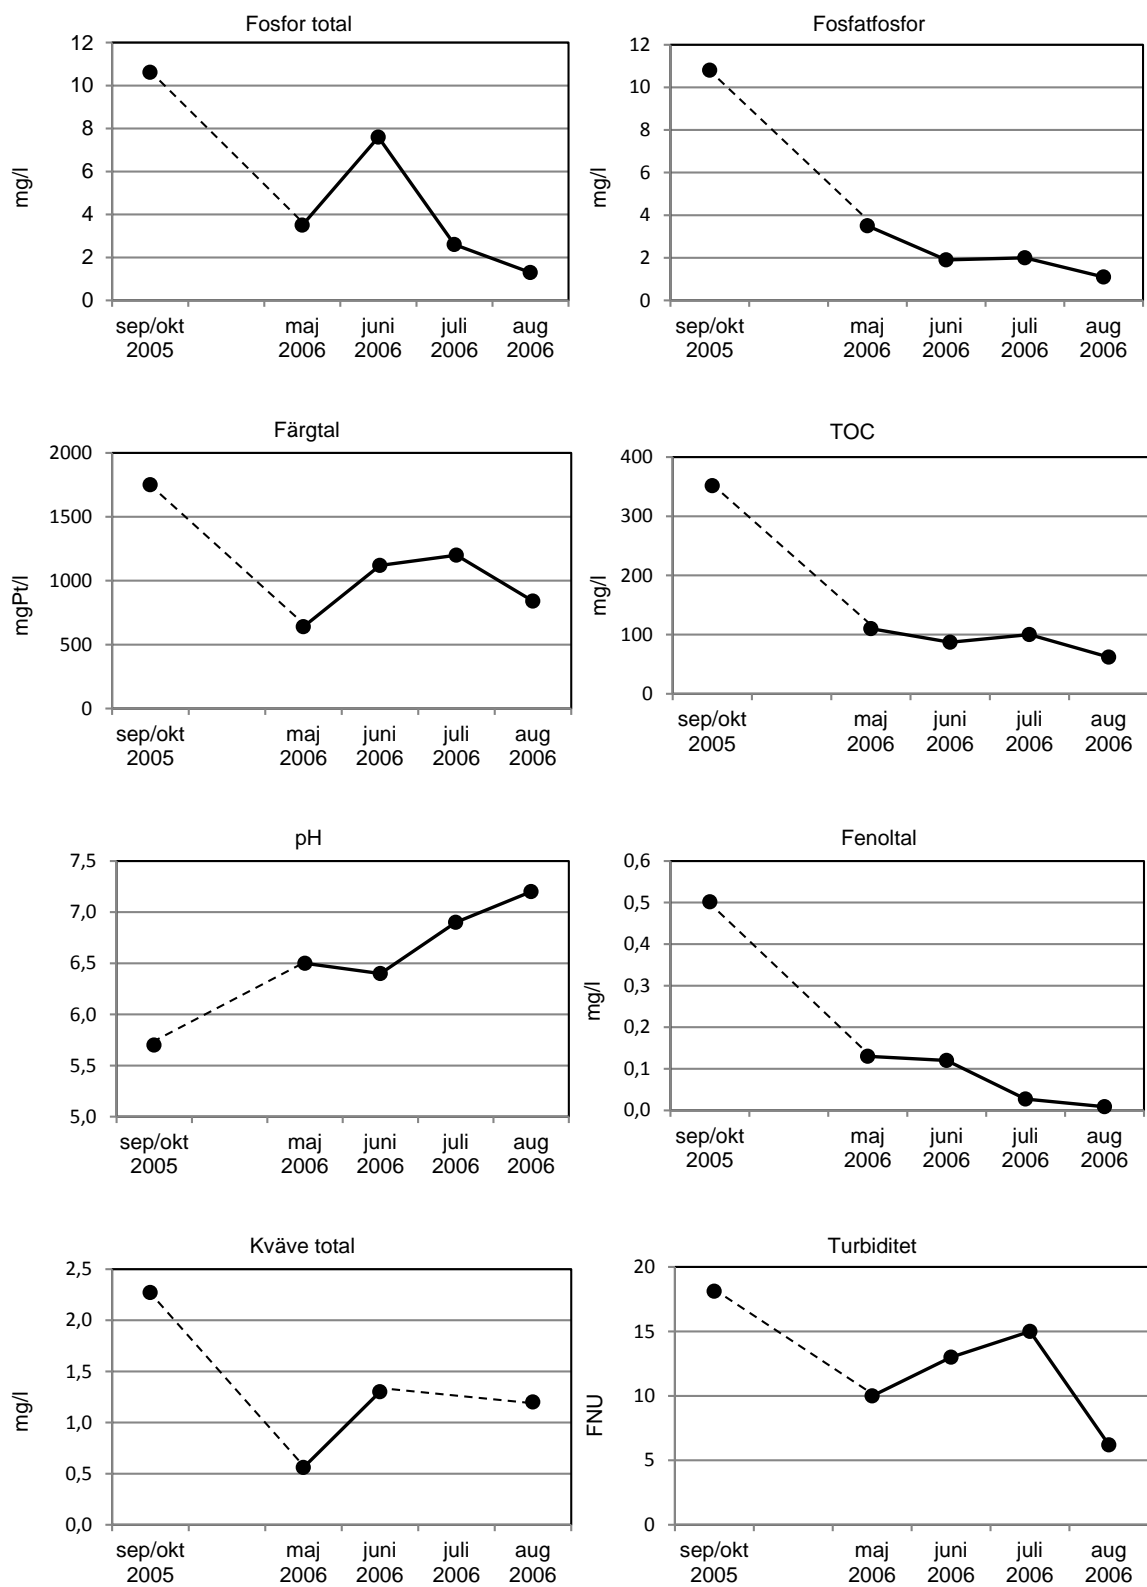 Fosfor total
12
10
8
6
4
2
0
mg/l
sep/okt maj juni juli aug
2005 2006 2006 2006 2006
Fosfatfosfor
12
10
8
6
4
2
0
mg/l
sep/okt maj juni juli aug
2005 2006 2006 2006 2006
Färgtal
2000
1500
1000
500
0
mgPt/l
sep/okt maj juni juli aug
2005 2006 2006 2006 2006
TOC
400
300
200
100
0
mg/l
sep/okt maj juni juli aug
2005 2006 2006 2006 2006
pH
7,5
7,0
6,5
6,0
5,5
5,0
sep/okt maj juni juli aug
2005 2006 2006 2006 2006
Fenoltal
0,6
0,5
0,4
0,3
0,2
0,1
0,0
mg/l
sep/okt maj juni juli aug
2005 2006 2006 2006 2006
Kväve total
2,5
2,0
1,5
1,0
0,5
0,0
mg/l
sep/okt maj juni juli aug
2005 2006 2006 2006 2006
Turbiditet
20
15
10
5
0
FNU
sep/okt maj juni juli aug
2005 2006 2006 2006 2006